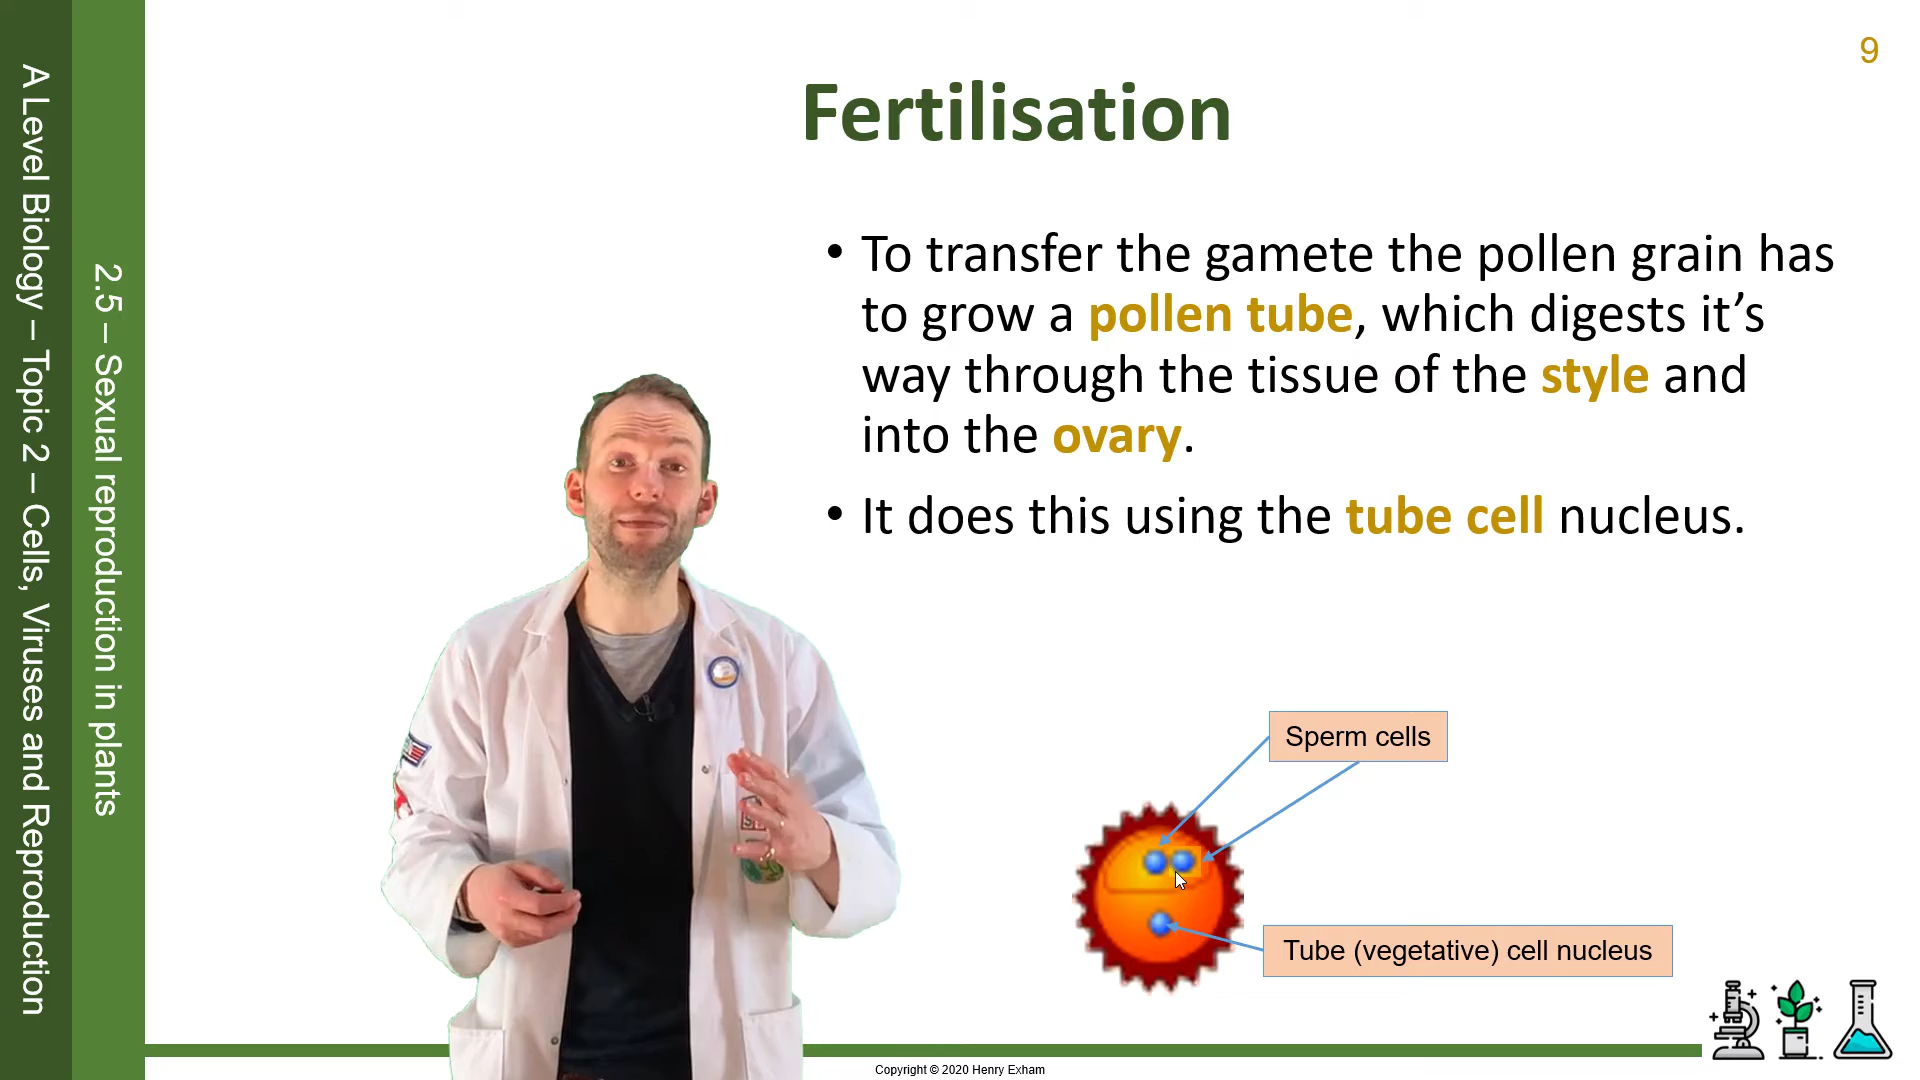 9
A Level Biology – Topic 2 – Cells, Viruses and Reproduction
2.5 – Sexual reproduction in plants
Fertilisation
• To transfer the gamete the pollen grain has
to grow a pollen tube, which digests it’s
way through the tissue of the style and
into the ovary.
• It does this using the tube cell nucleus.
Sperm cells
Tube (vegetative) cell nucleus
Copyright © 2020 Henry Exham